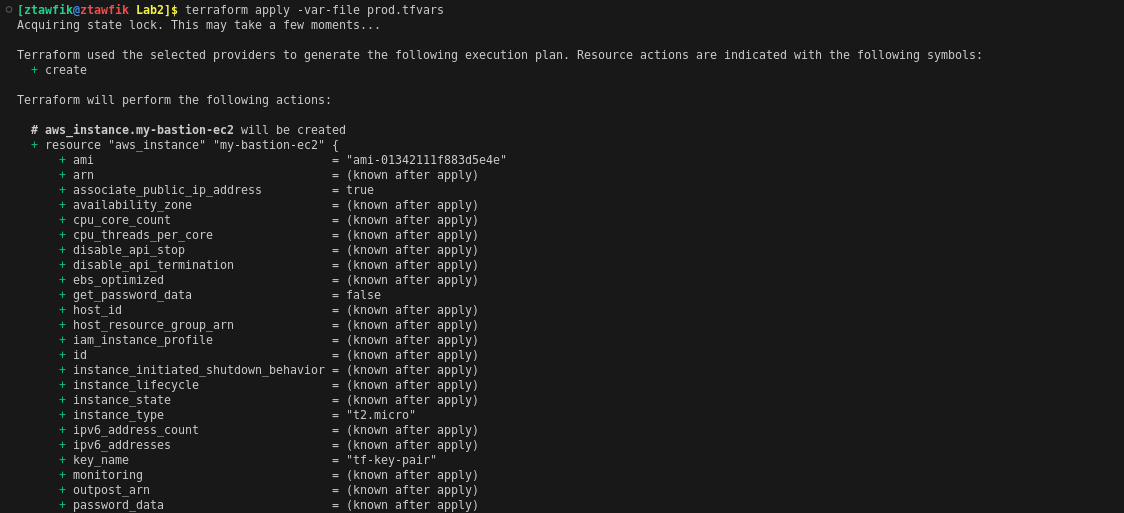 [ztawfik@ztawfik Lab2]$ terraform apply -var-file prod.tfvars
Acquiring state lock. This may take a few moments...
Terraform used the selected providers to generate the following execution plan. Resource actions are indicated with the following symbols:
+ create
Terraform will perform the following actions:
# aws_instance.my-bastion-ec2 will be created
+ resource "aws_instance" "my-bastion-ec2" {
+ ami = "ami-01342111f883d5e4e"
+ arn = (known after apply)
+ associate_public_ip_address = true
+ availability_zone = (known after apply)
+ cpu_core_count = (known after apply)
+ cpu_threads_per_core = (known after apply)
+ disable_api_stop = (known after apply)
+ disable_api_termination = (known after apply)
+ ebs_optimized = (known after apply)
+ get_password_data = false
+ host_id = (known after apply)
+ host_resource_group_arn = (known after apply)
+ iam_instance_profile = (known after apply)
+ id = (known after apply)
+ instance_initiated_shutdown_behavior = (known after apply)
+ instance_lifecycle = (known after apply)
+ instance_state = (known after apply)
+ instance_type = "t2.micro"
+ ipv6_address_count = (known after apply)
+ ipv6_addresses = (known after apply)
+ key_name = "tf-key-pair"
+ monitoring = (known after apply)
+ outpost_arn = (known after apply)
+ password_data = (known after apply)